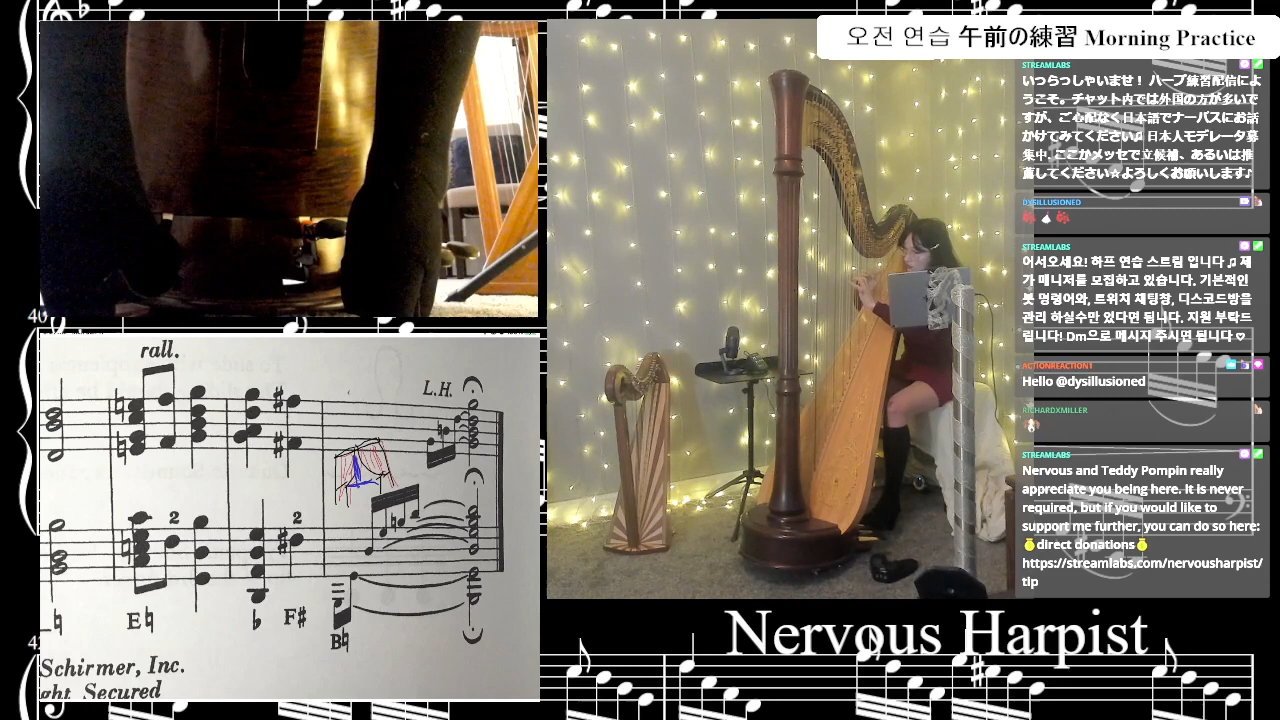 오전 연습 午前の練習 Morning Practice
STREAMLABS
いらっしゃいませ！ ハープ練習配信によ
うこそ。チャット内では外国の方が多いで
すが、ご心配なく日本語でナーバスにお話
かけてみてください♫ 日本人モデレータ募
集中. ここかメッセで立候補、あるいは推
薦してください☆よろしくお願いします♪
DYSILLUSIONED
STREAMLABS
어서오세요! 하프 연습 스트림 입니다 ♫ 제
가 매니저를 모집하고 있습니다. 기본적인
봇 명령어와, 트위치 채팅창, 디스코드방을
관리 하실수만 있다면 됩니다. 지원 부탁드
립니다! Dm으로 메시지 주시면 됩니다 ♡
ACTIONREACTION1
Hello @dysillusioned
RICHARDXMILLER
STREAMLABS
Nervous and Teddy Pompin really
appreciate you being here. It is never
required, but if you would like to
support me further, you can do so here:
💰direct donations💰
https://streamlabs.com/nervousharpist/
tip
40
rall.
L.H.
2
2
E♮
♭
F#
B♮
Schirmer, Inc.
ght Secured
Nervous Harpist